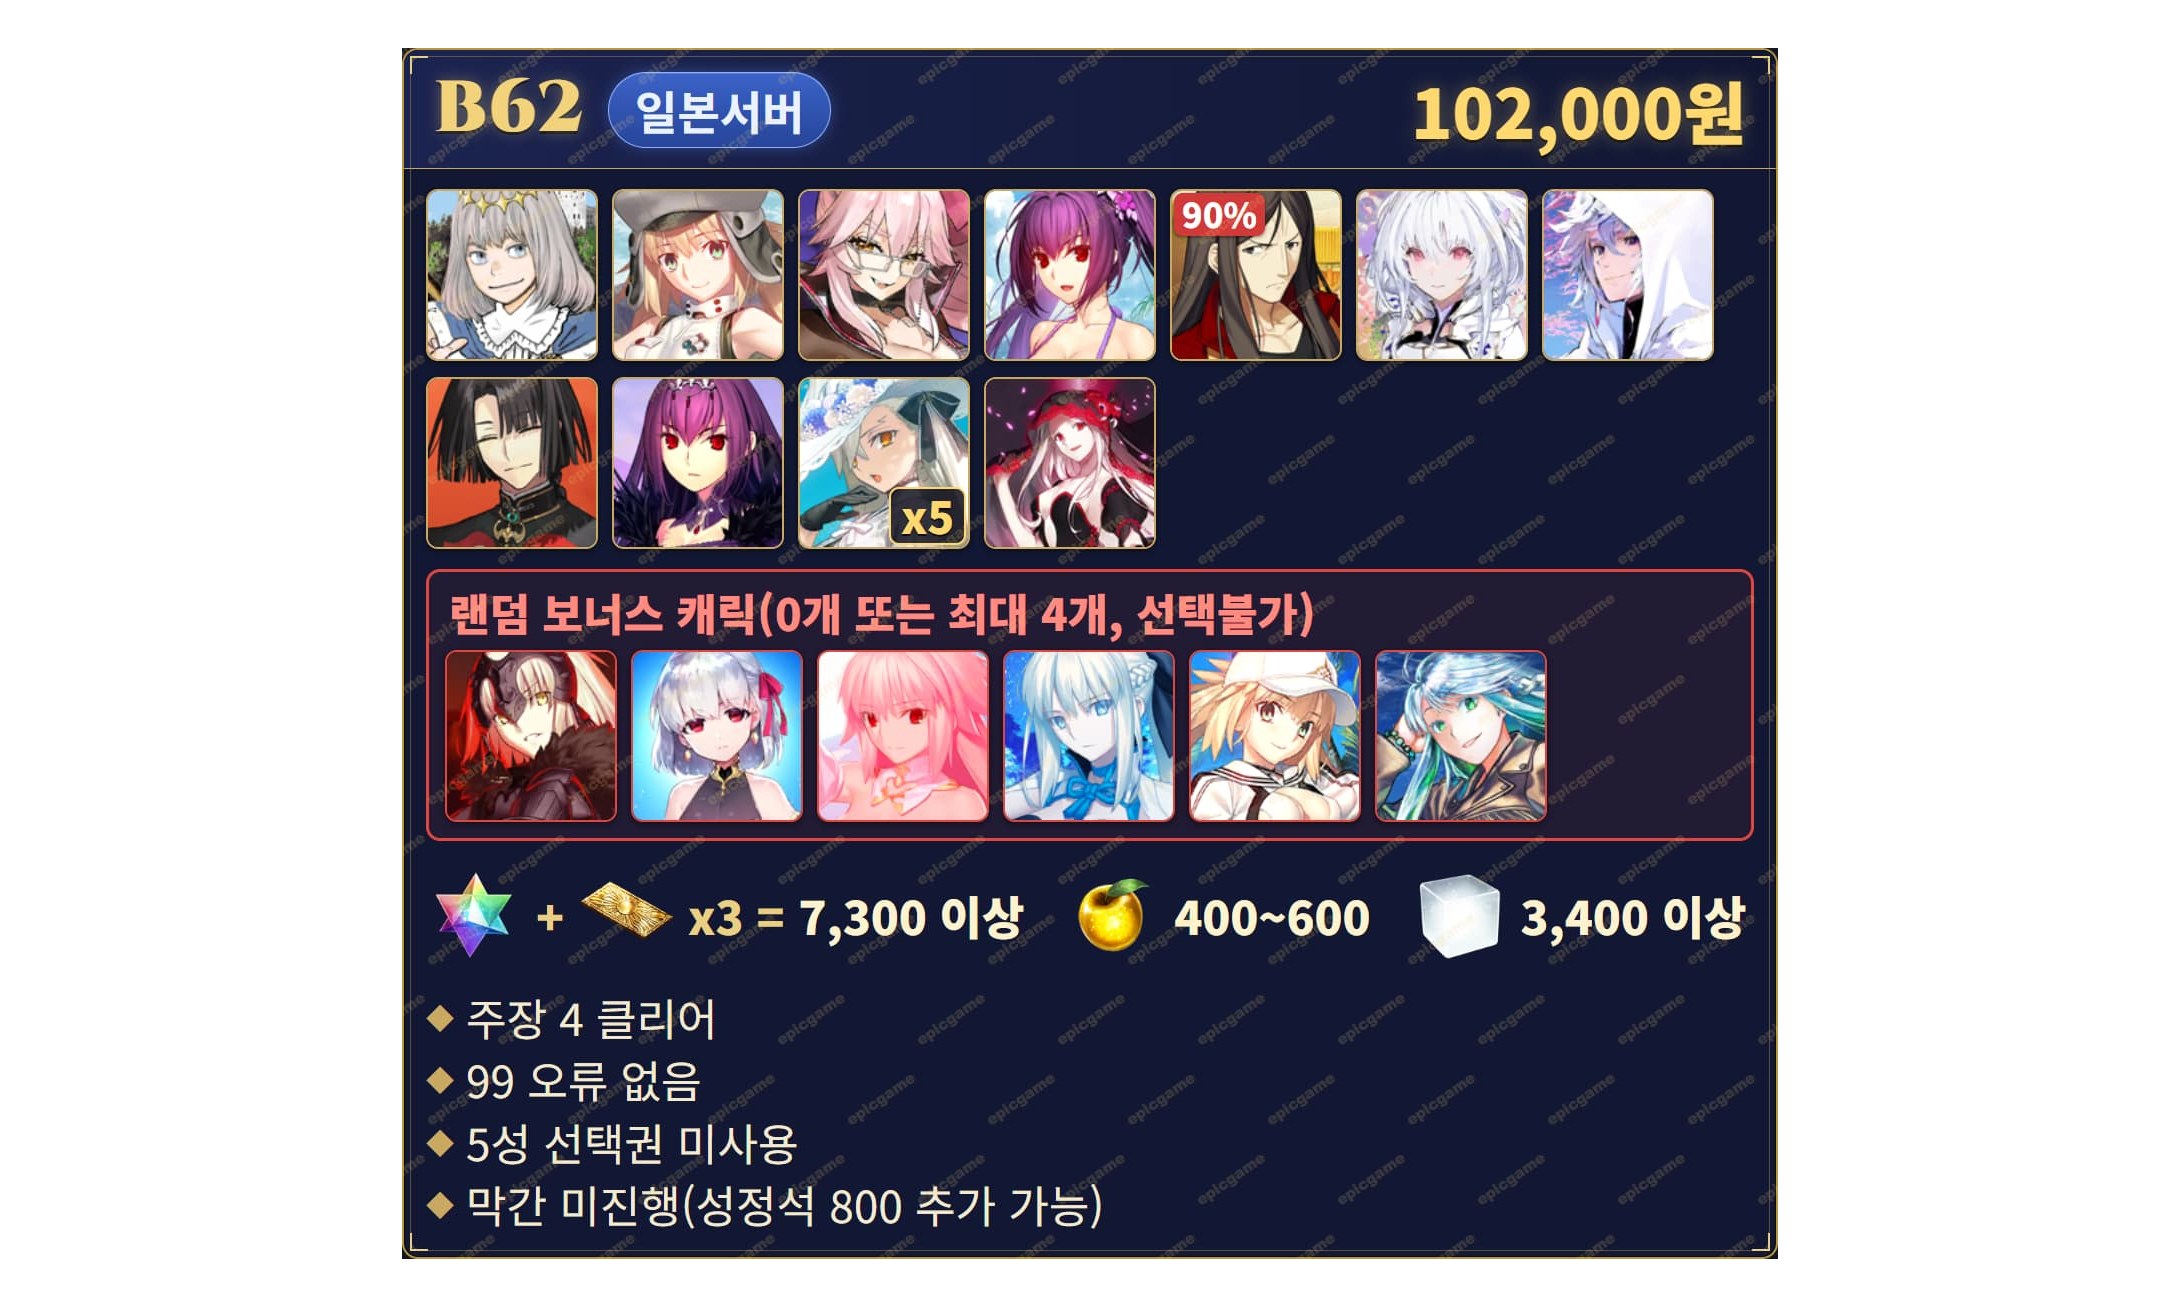 B62 일본서버 102,000원
90%
x5
랜덤 보너스 캐릭(0개 또는 최대 4개, 선택불가)
+ x3 = 7,300 이상 400~600 3,400 이상
주장 4 클리어
99 오류 없음
5성 선택권 미사용
막간 미진행(성정석 800 추가 가능)
epicgame